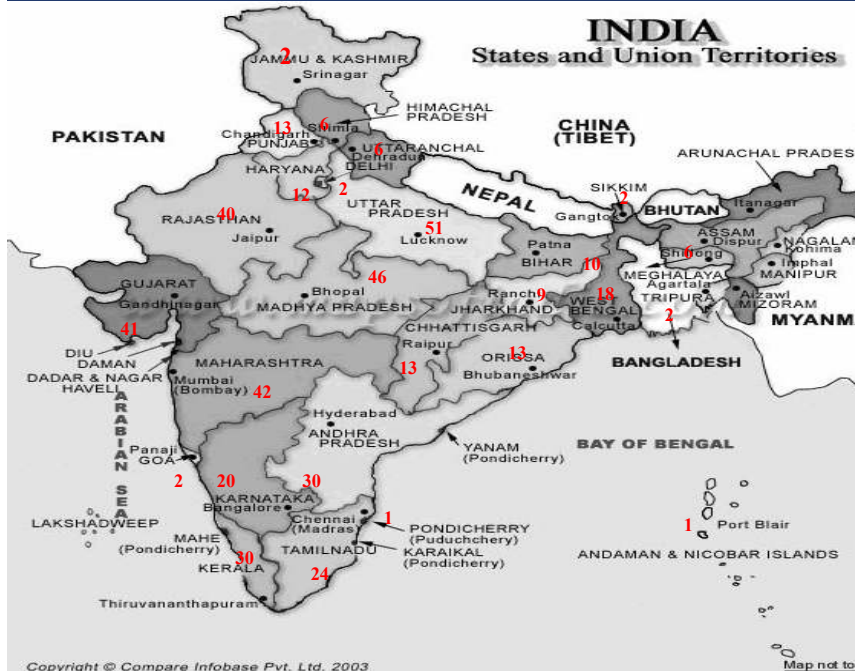 INDIA
States and Union Territories
2
JAMMU & KASHMIR
Srinagar
HIMACHAL
PRADESH
6
Shimla
13
Chandigarh
PUNJAB
PAKISTAN
CHINA
(TIBET)
UTTARANCHAL
6
Dehradun
HARYANA
DELHI
12
2
ARUNACHAL PRADES
NEPAL
SIKKIM
2
Gangtok
BHUTAN
Itanagar
40
RAJASTHAN
Jaipur
UTTAR
PRADESH
51
Lucknow
ASSAM
Dispur
NAGALAN
Kohima
Patna
BIHAR
10
6
Shillong
Imphal
MEGHALAYA
MANIPUR
GUJARAT
Gandhinagar
46
Bhopal
MADHYA PRADESH
Ranchi
9
JHARKHAND
18
WEST
BENGAL
Calcutta
Agartala
TRIPURA
2
Aizawl
MIZORAM
MYANM
41
DIU
DAMAN
DADAR & NAGAR
HAVELI
CHHATTISGARH
Raipur
13
13
ORISSA
Bhubaneshwar
BANGLADESH
MAHARASHTRA
Mumbai
(Bombay)
42
ARABIAN SEA
Hyderabad
ANDHRA
PRADESH
YANAM
(Pondicherry)
BAY OF BENGAL
Panaji
GOA
2
20
30
KARNATAKA
Bangalore
LAKSHADWEEP
Chennai
(Madras)
1
PONDICHERRY
(Puduchchery)
1
Port Blair
MAHE
(Pondicherry)
30
KERALA
TAMILNADU
24
KARAIKAL
(Pondicherry)
ANDAMAN & NICOBAR ISLANDS
Thiruvananthapuram
Copyright © Compare Infobase Pvt. Ltd. 2003
Map not to